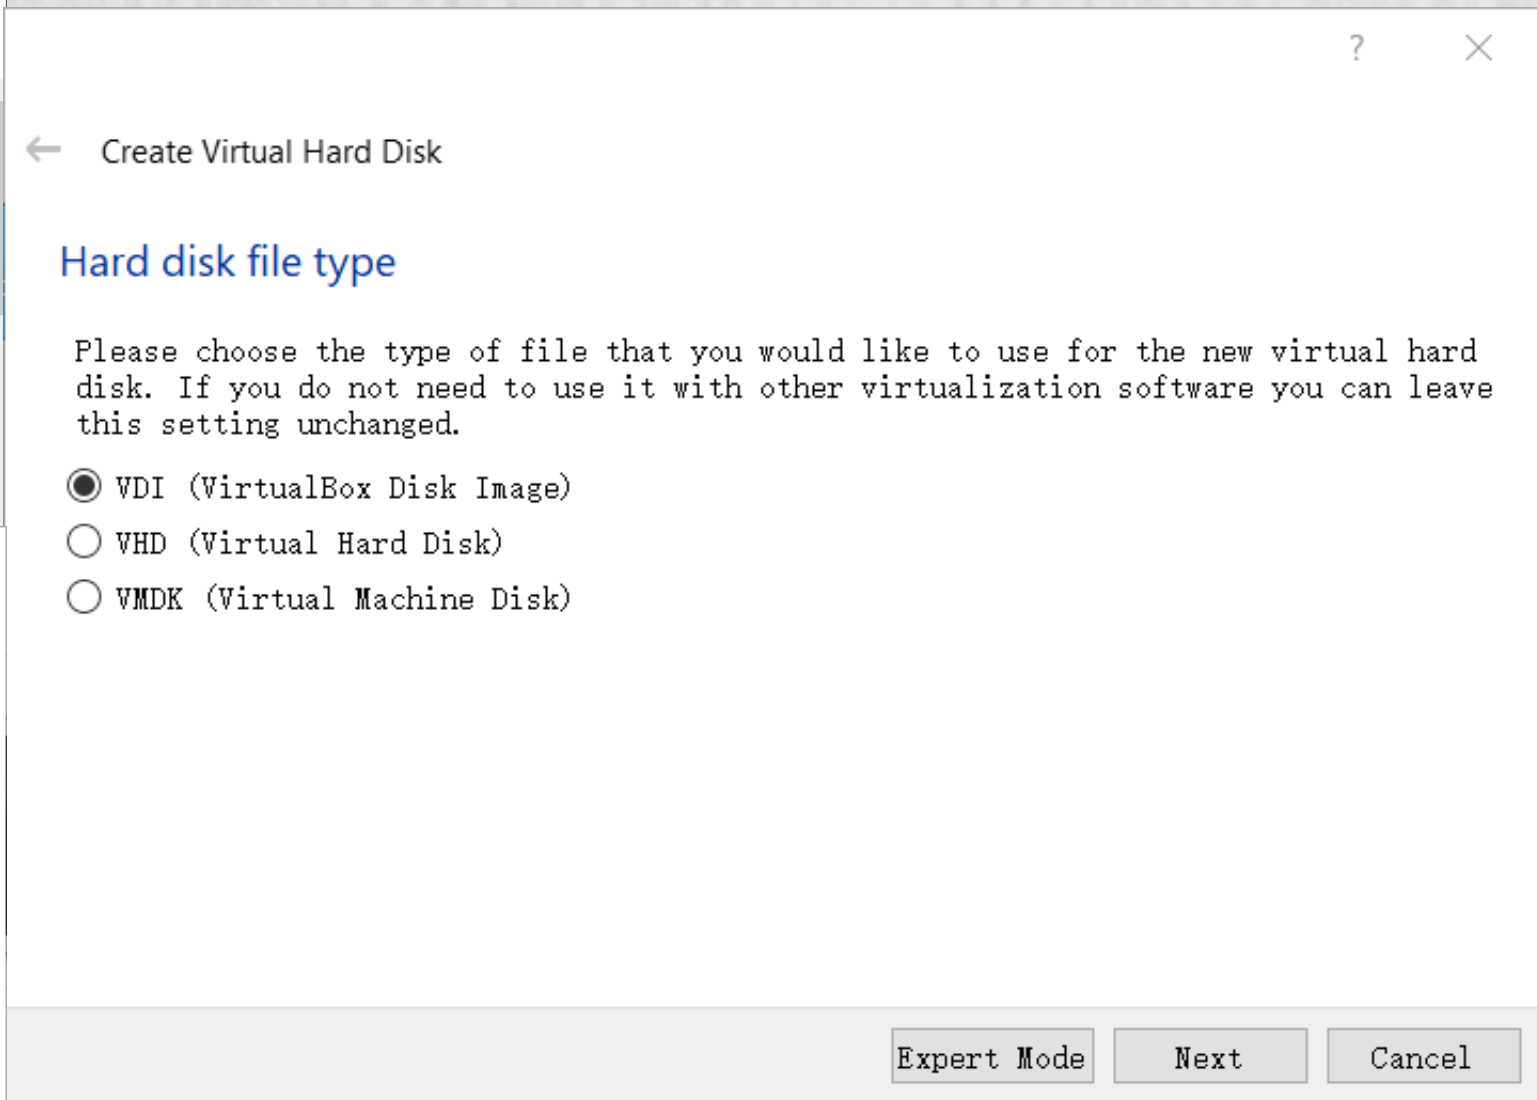 ?
Create Virtual Hard Disk
Hard disk file type
Please choose the type of file that you would like to use for the new virtual hard
disk. If you do not need to use it with other virtualization software you can leave
this setting unchanged.
VDI (VirtualBox Disk Image)
VHD (Virtual Hard Disk)
VMDK (Virtual Machine Disk)
Expert Mode Next Cancel